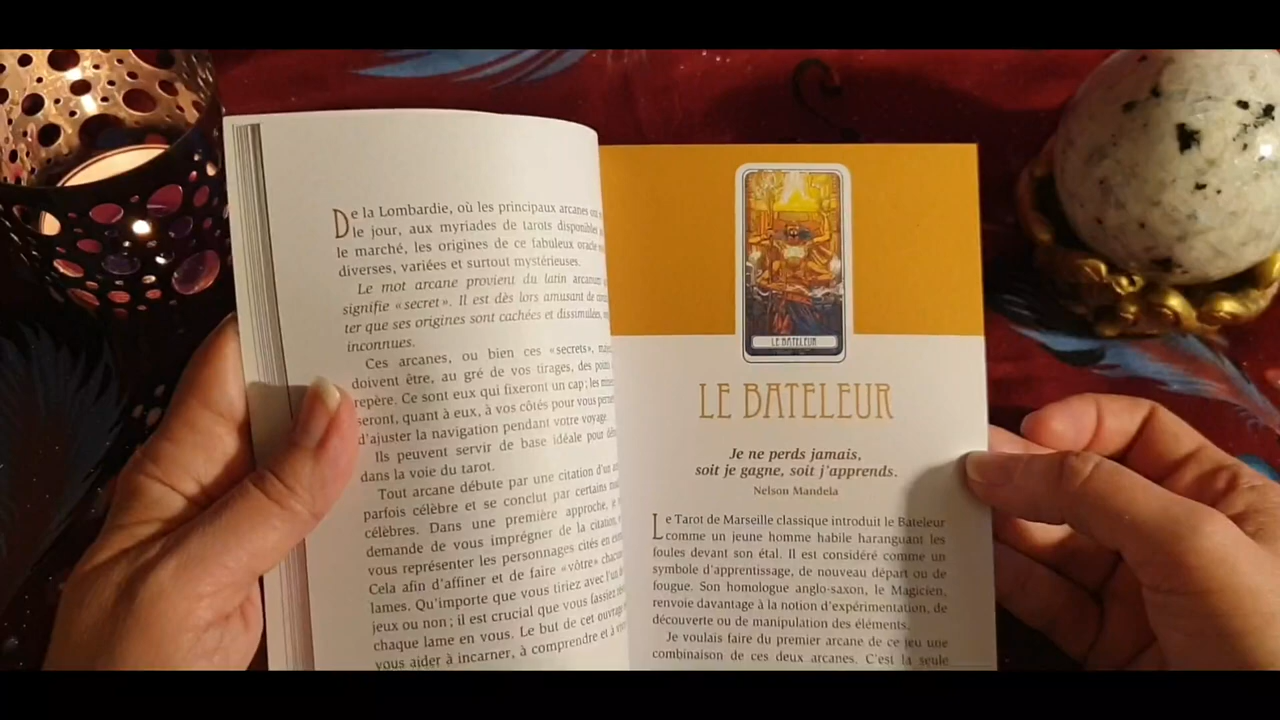 De la Lombardie, où les principaux arcanes ont
le jour, aux myriades de tarots disponibles
le marché, les origines de ce fabuleux oracle
diverses, variées et surtout mystérieuses.
Le mot arcane provient du latin arcanum
signifie « secret ». Il est dès lors amusant de
ter que ses origines sont cachées et dissimulées,
inconnues.
Ces arcanes, ou bien ces « secrets »,
doivent être, au gré de vos tirages, des
repère. Ce sont eux qui fixeront un cap ; les
seront, quant à eux, à vos côtés pour vous
d'ajuster la navigation pendant votre voyage.
Ils peuvent servir de base idéale pour
dans la voie du tarot.
Tout arcane débute par une citation d'un
parfois célèbre et se conclut par certains
célèbres. Dans une première approche, je
demande de vous imprégner de la citation,
vous représenter les personnages cités en
Cela afin d'affiner et de faire « vôtre »
lames. Qu'importe que vous tiriez avec l'un
jeux ou non ; il est crucial que vous fassiez
chaque lame en vous. Le but de cet ouvrage
vous aider à incarner, à comprendre et à
LE BATELEUR
LE BATELEUR
Je ne perds jamais,
soit je gagne, soit j'apprends.
Nelson Mandela
Le Tarot de Marseille classique introduit le Bateleur
comme un jeune homme habile haranguant les
foules devant son étal. Il est considéré comme un
symbole d'apprentissage, de nouveau départ ou de
fougue. Son homologue anglo-saxon, le Magicien,
renvoie davantage à la notion d'expérimentation, de
découverte ou de manipulation des éléments.
Je voulais faire du premier arcane de ce jeu une
combinaison de ces deux arcanes. C'est la seule